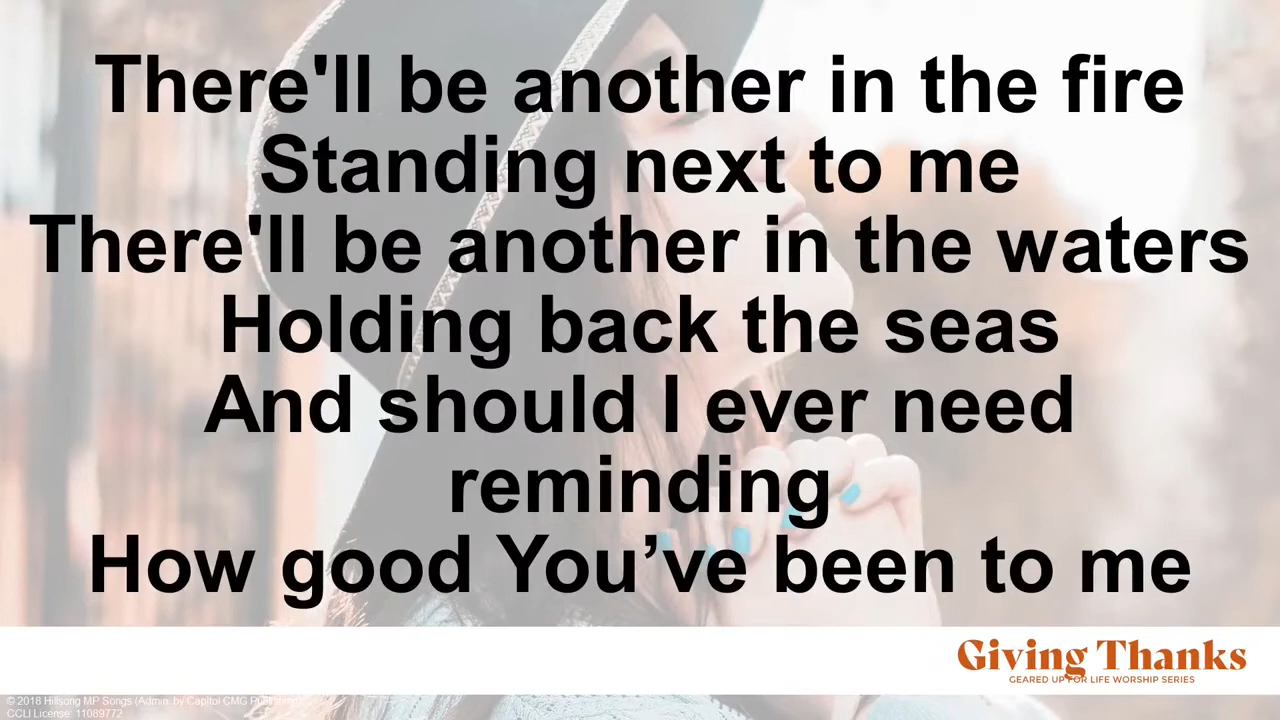 There'll be another in the fire
Standing next to me
There'll be another in the waters
Holding back the seas
And should I ever need
reminding
How good You’ve been to me
Giving Thanks
GEARED UP FOR LIFE WORSHIP SERIES
©2018 Hillsong MP Songs (Admin. by Capitol CMG Publishing)
CCLI License: 11089772